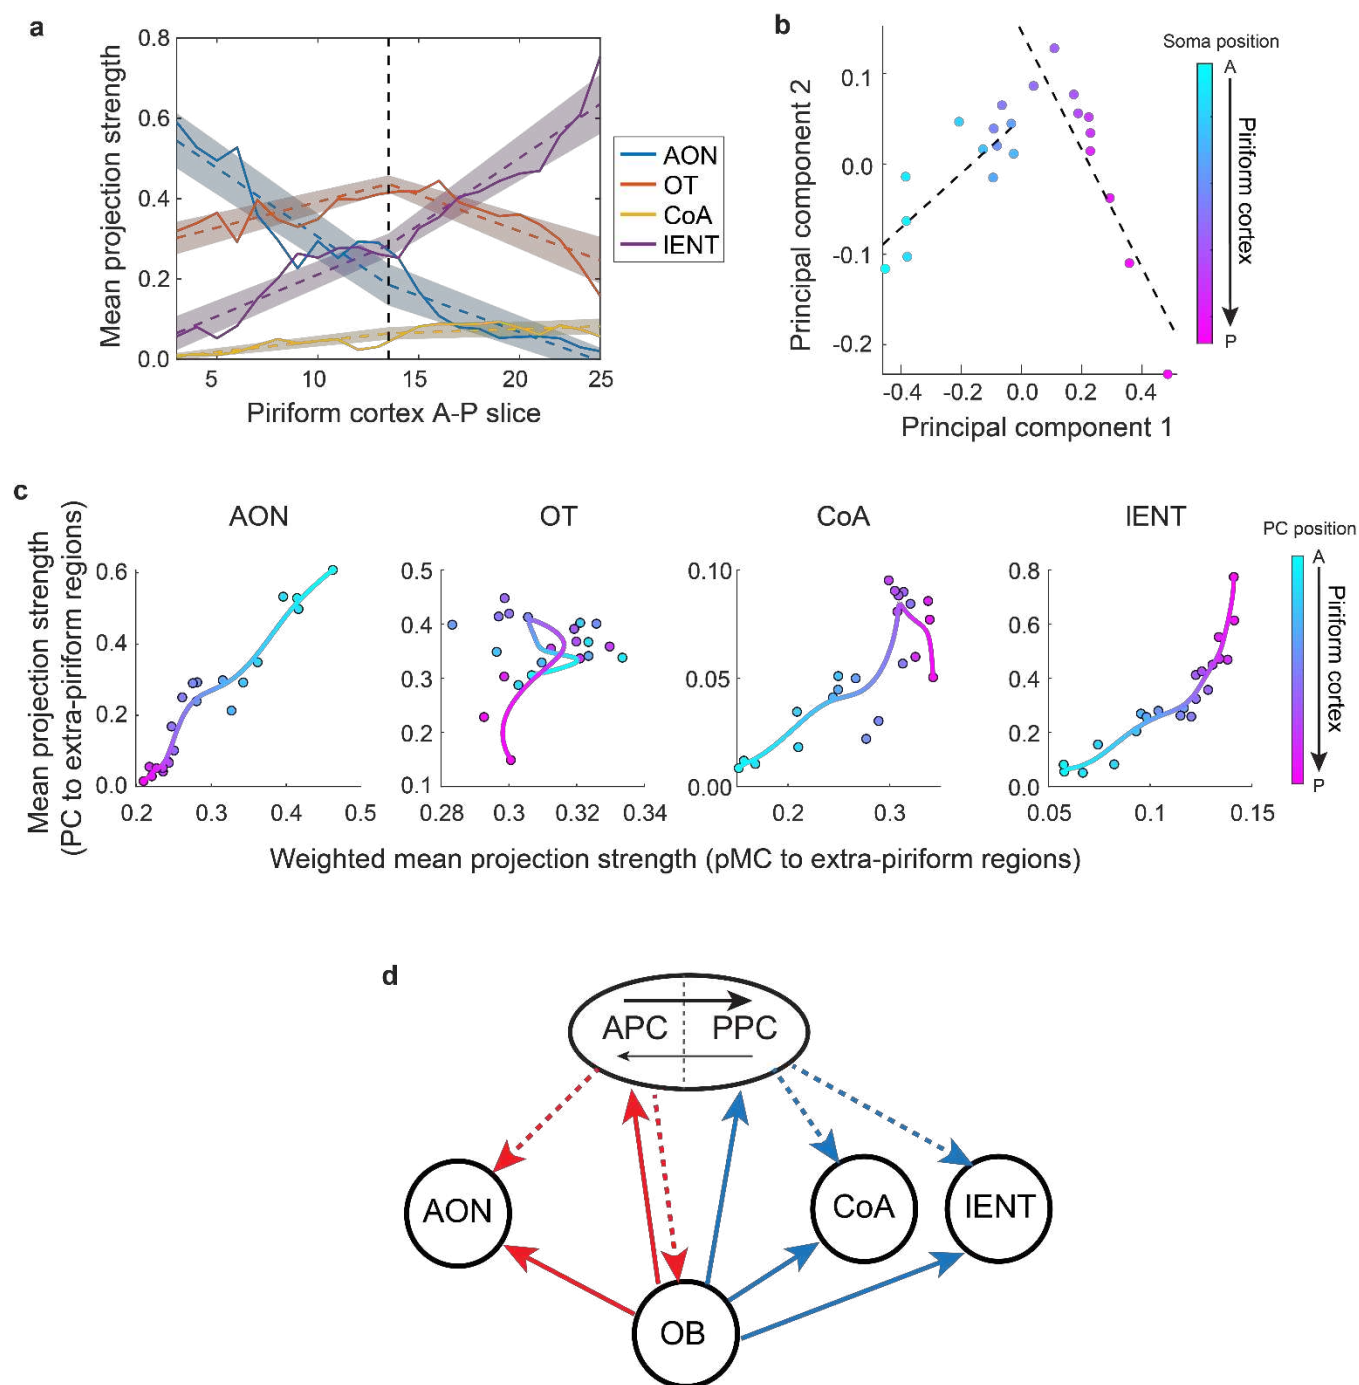 a
0.8
0.6
0.4
0.2
0.0
5
10
15
20
25
Mean projection strength
Piriform cortex A-P slice
AON
OT
CoA
IENT
b
0.1
0.0
-0.1
-0.2
-0.4
-0.2
0.0
0.2
0.4
Principal component 2
Principal component 1
Soma position
A
Piriform cortex
P
c
Mean projection strength
(PC to extra-piriform regions)
AON
0.6
0.4
0.2
0.0
0.2
0.3
0.4
0.5
OT
0.5
0.4
0.3
0.2
0.1
0.28
0.3
0.32
0.34
CoA
0.10
0.05
0.00
0.2
0.3
IENT
0.8
0.6
0.4
0.2
0.0
0.05
0.1
0.15
PC position
A
Piriform cortex
P
Weighted mean projection strength (pMC to extra-piriform regions)
d
APC PPC
AON
CoA
IENT
OB